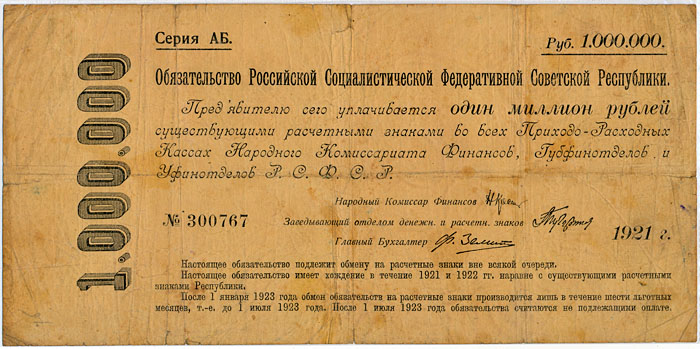 Серия АБ.
Руб. 1.000.000.
1.000.000
Обязательство Российской Социалистической Федеративной Советской Республики.
Пред'явителю сего уплачивается один миллион рублей
существующими расчетными знаками во всех Приходо-Расходных
Кассах Народного Комиссариата Финансов, Губфинотделов и
Уфинотделов Р. С. Ф. С. Р.
Народный Комиссар Финансов
№ 300767
Заведывающий отделом денежн. и расчетн. знаков
1921 г.
Главный Бухгалтер
Настоящее обязательство подлежит обмену на расчетные знаки вне всякой очереди.
Настоящее обязательство имеет хождение в течение 1921 и 1922 гг. наравне с существующими расчетными
знаками Республики.
После 1 января 1923 года обмен обязательств на расчетные знаки производится лишь в течение шести льготных
месяцев, т.-е. до 1 июля 1923 года. После 1 июля 1923 года обязательства считаются не подлежащими оплате.